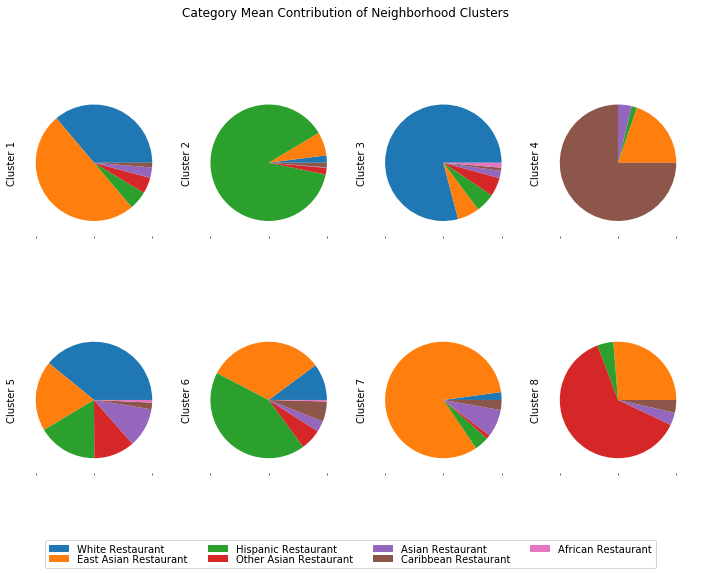 Category Mean Contribution of Neighborhood Clusters
Cluster 1
Cluster 2
Cluster 3
Cluster 4
Cluster 5
Cluster 6
Cluster 7
Cluster 8
White Restaurant
East Asian Restaurant
Hispanic Restaurant
Other Asian Restaurant
Asian Restaurant
Caribbean Restaurant
African Restaurant